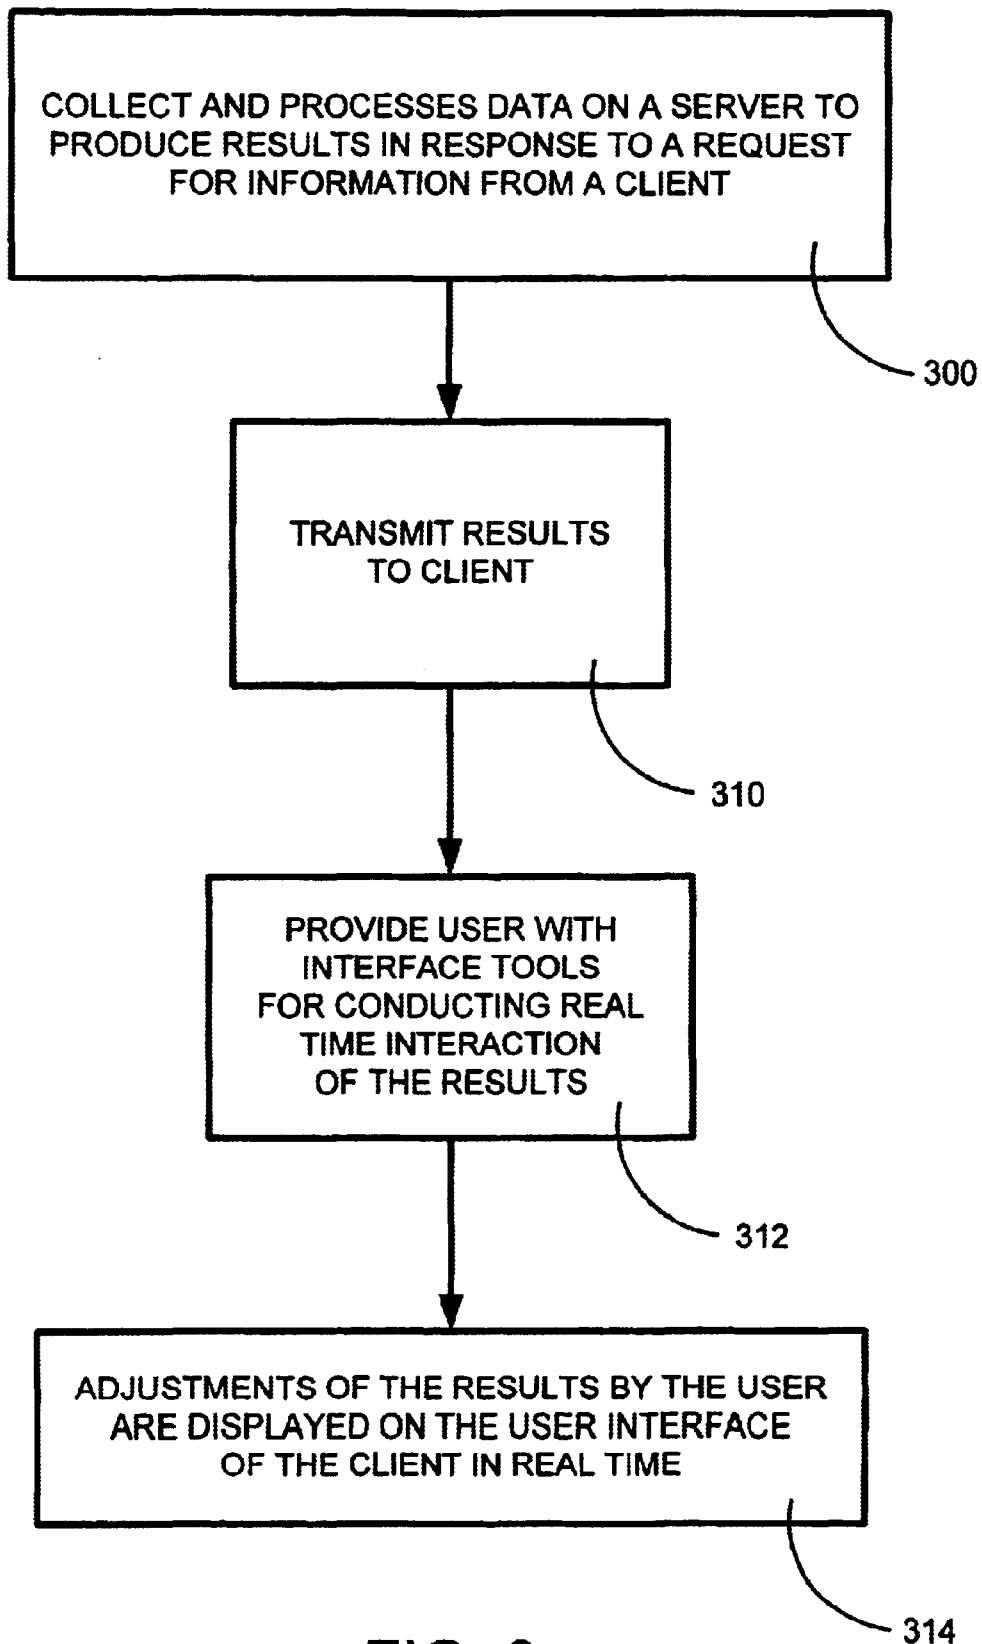 COLLECT AND PROCESSES DATA ON A SERVER TO
PRODUCE RESULTS IN RESPONSE TO A REQUEST
FOR INFORMATION FROM A CLIENT
300
TRANSMIT RESULTS
TO CLIENT
310
PROVIDE USER WITH
INTERFACE TOOLS
FOR CONDUCTING REAL
TIME INTERACTION
OF THE RESULTS
312
ADJUSTMENTS OF THE RESULTS BY THE USER
ARE DISPLAYED ON THE USER INTERFACE
OF THE CLIENT IN REAL TIME
314